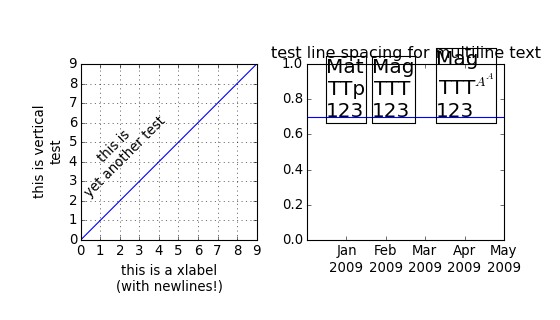 test line spacing for multiline text
9
8
7
6
5
4
3
2
1
0
this is vertical
test
this is
yet another test
0 1 2 3 4 5 6 7 8 9
this is a xlabel
(with newlines!)
1.0
0.8
0.6
0.4
0.2
0.0
Mat
TTp
123
Mag
TTT
123
Mag
TTT^{A^A}
123
Jan Feb Mar Apr May
2009 2009 2009 2009 2009